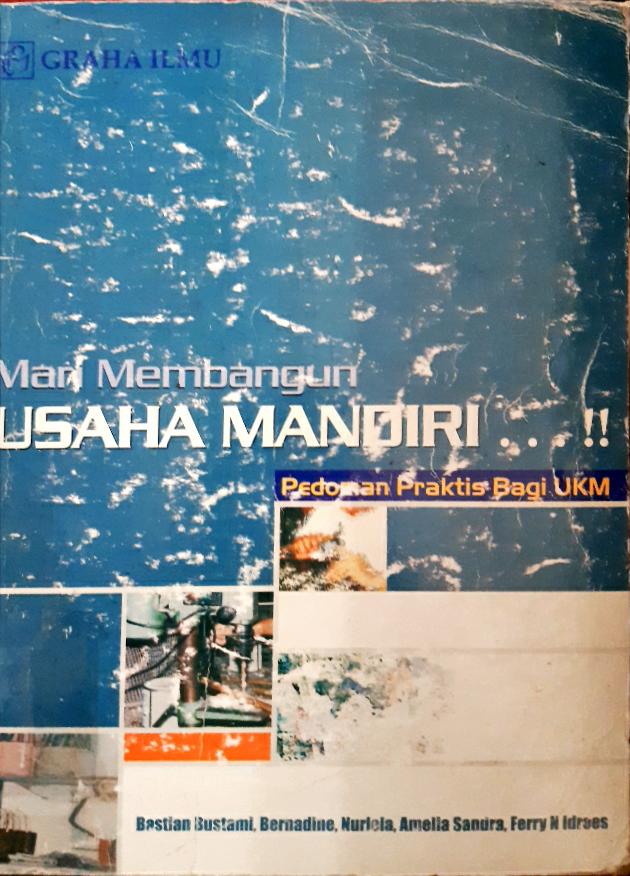 GRAHA ILMU
Mari Membangun
USAHA MANDIRI . . . !!
Pedoman Praktis Bagi UKM
Bastian Bustami, Bernadine, Nurlela, Amelia Sandra, Ferry N Idroes